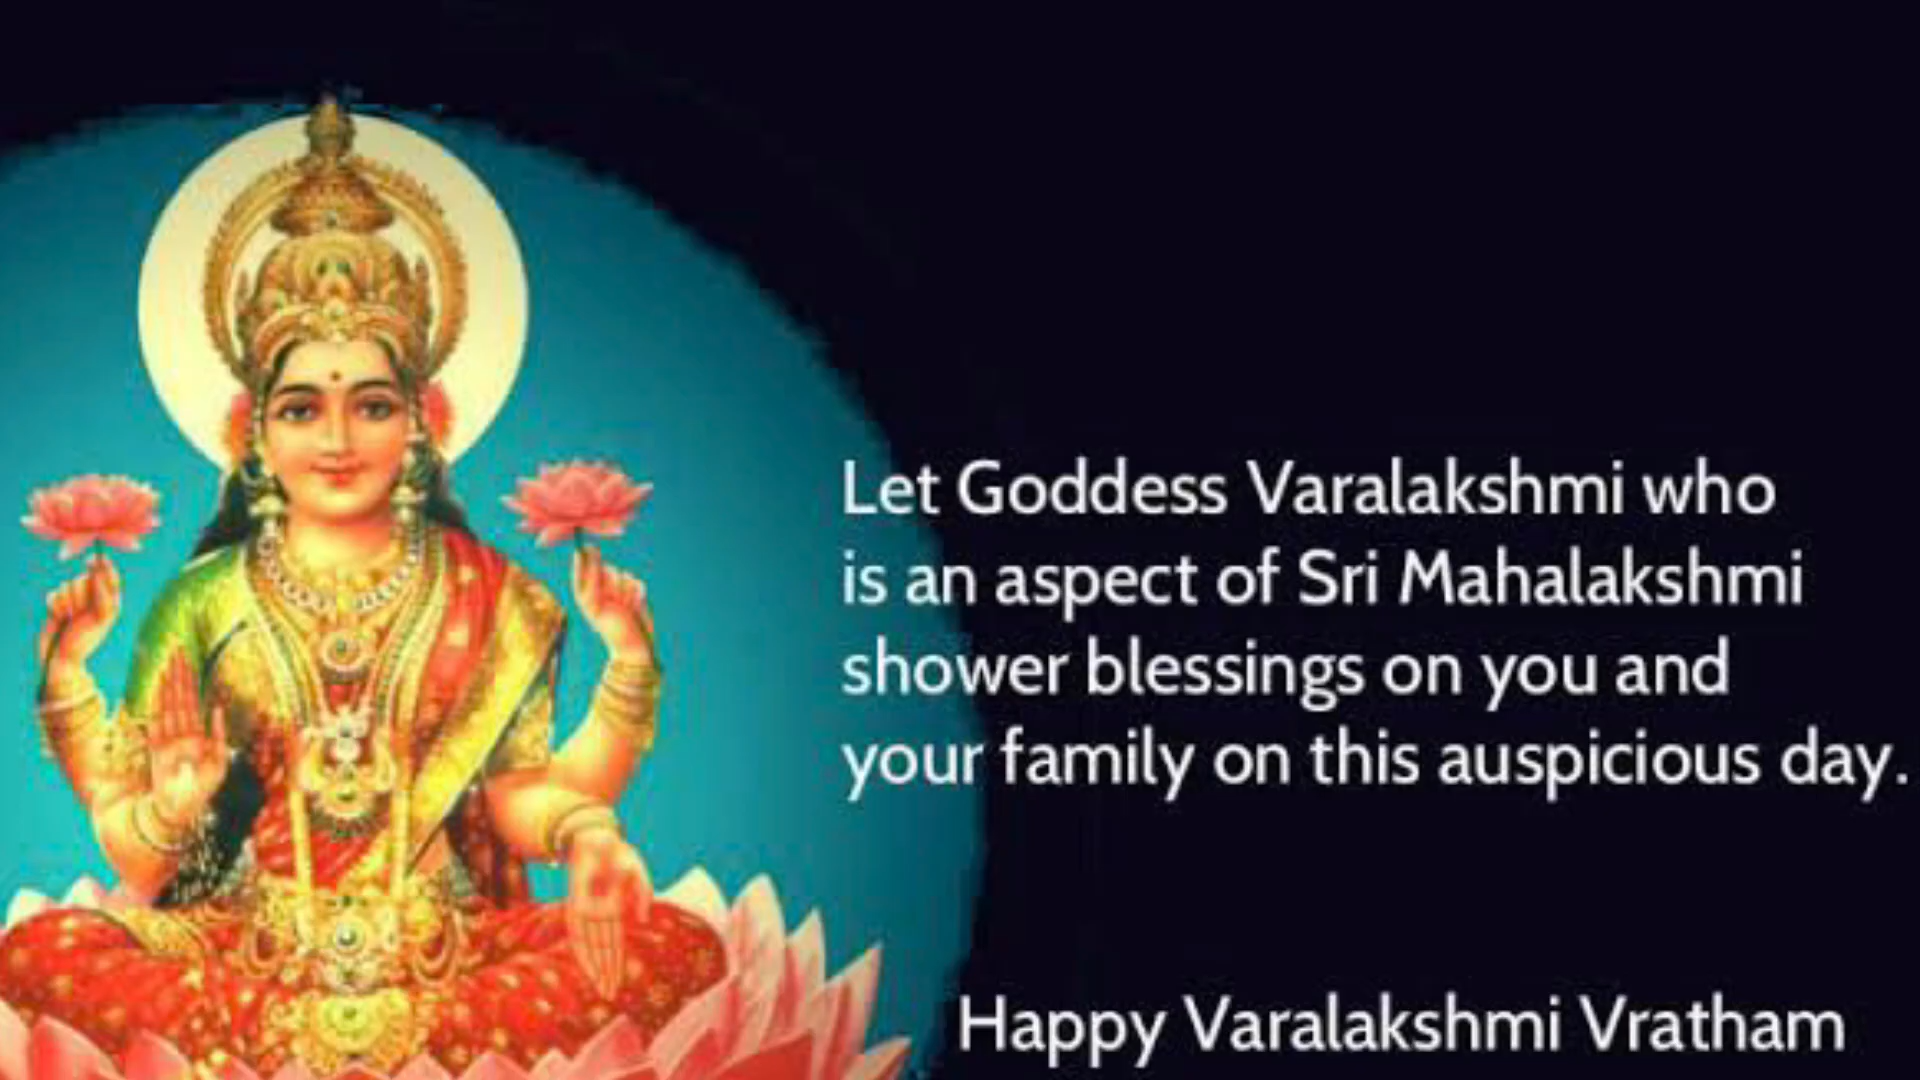 Let Goddess Varalakshmi who
is an aspect of Sri Mahalakshmi
shower blessings on you and
your family on this auspicious day.
Happy Varalakshmi Vratham